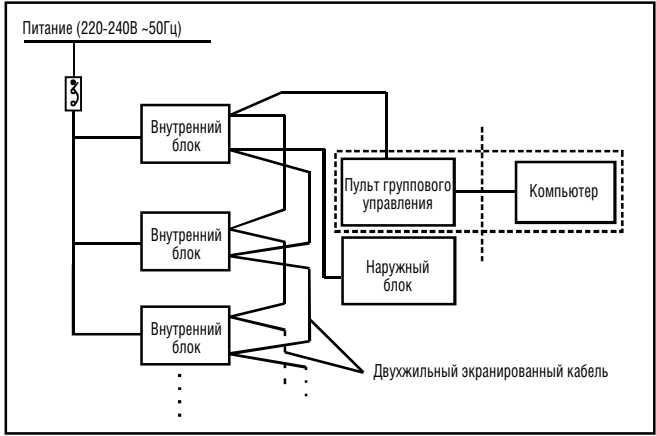 Питание (220-240В ~50Гц)
Внутренний
блок
Пульт группового
управления
Компьютер
Внутренний
блок
Наружный
блок
Внутренний
блок
Двухжильный экранированный кабель